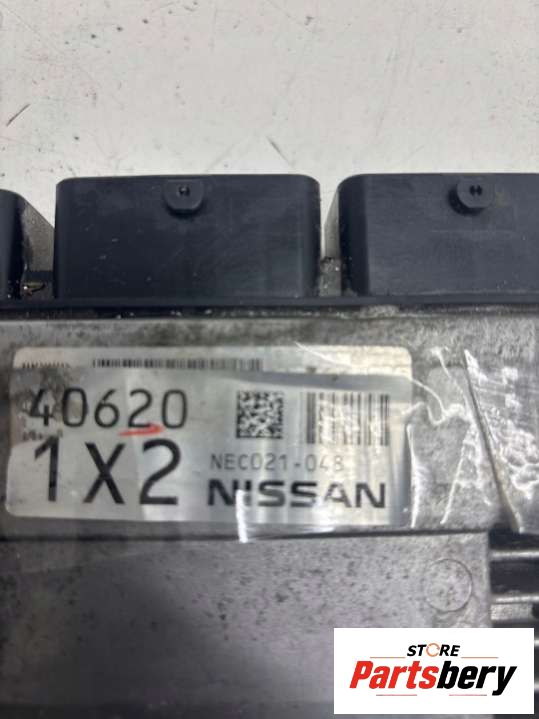 40620
1X2
NEC021-048
NISSAN
STORE
Partsbery